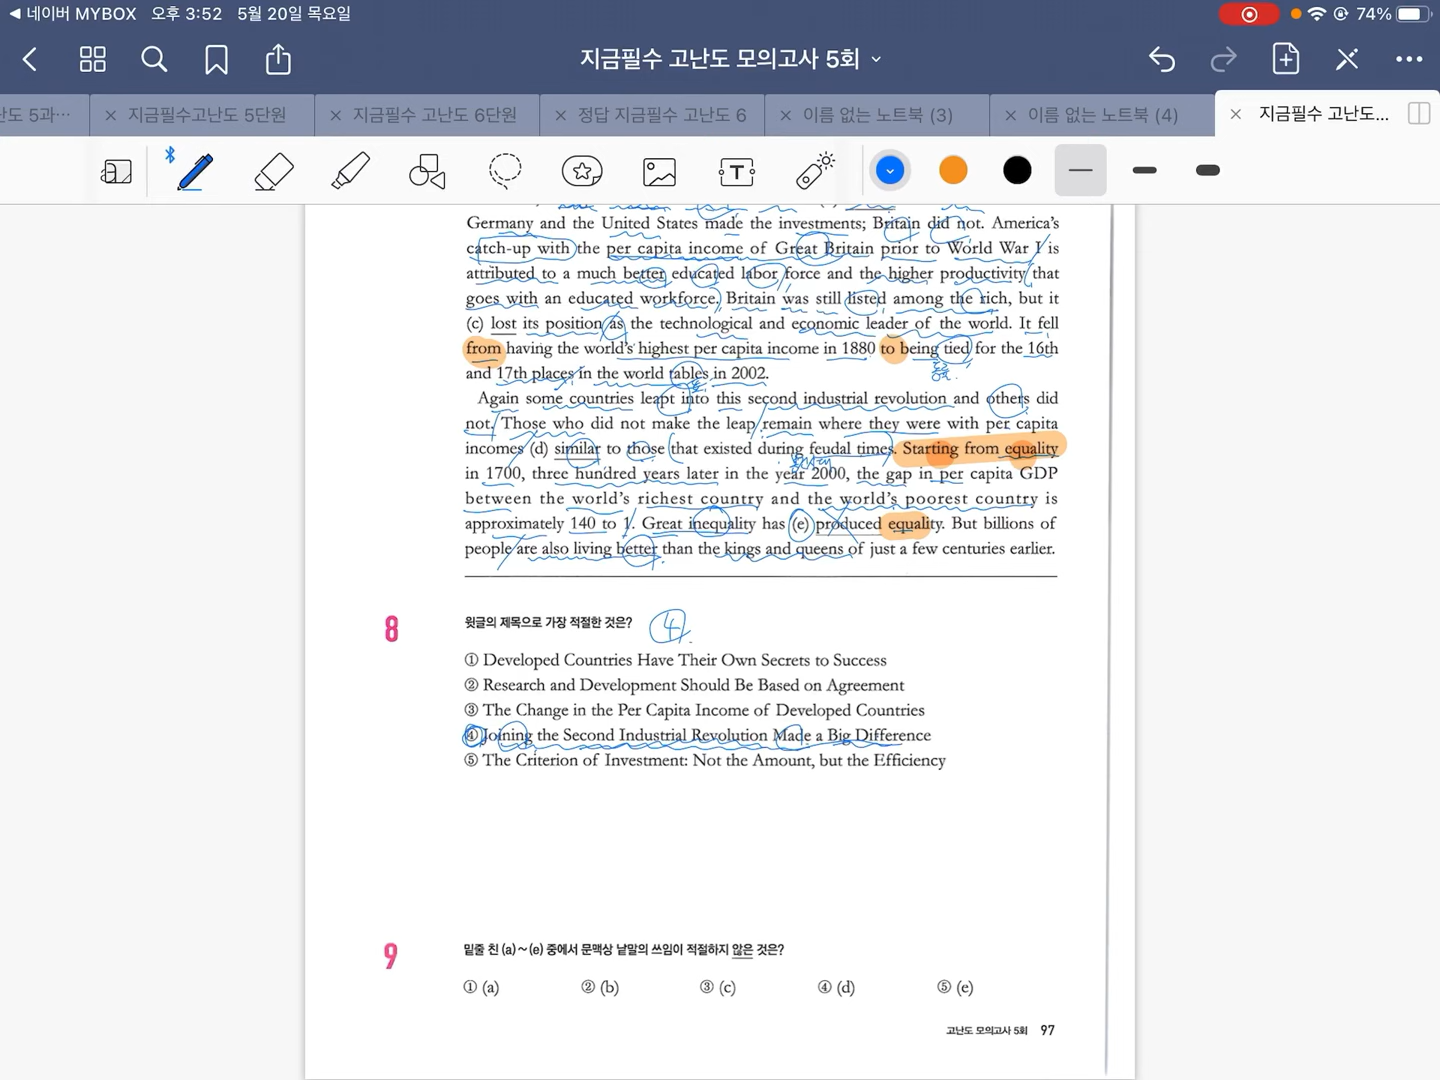 네이버 MYBOX 오후 3:52 5월 20일 목요일 74%
지금필수 고난도 모의고사 5회
난도 5과… × 지금필수고난도 5단원 × 지금필수 고난도 6단원 × 정답 지금필수 고난도 6 × 이름 없는 노트북 (3) × 이름 없는 노트북 (4) × 지금필수 고난도…
Germany and the United States made the investments; Britain did not. America's
catch-up with the per capita income of Great Britain prior to World War I is
attributed to a much better educated labor force and the higher productivity that
goes with an educated workforce. Britain was still listed among the rich, but it
(c) lost its position as the technological and economic leader of the world. It fell
from having the world's highest per capita income in 1880 to being tied for the 16th
and 17th places in the world tables in 2002.
Again some countries leapt into this second industrial revolution and others did
not. Those who did not make the leap remain where they were with per capita
incomes (d) similar to those that existed during feudal times. Starting from equality
in 1700, three hundred years later in the year 2000, the gap in per capita GDP
between the world's richest country and the world's poorest country is
approximately 140 to 1. Great inequality has (e) produced equality. But billions of
people are also living better than the kings and queens of just a few centuries earlier.
8 윗글의 제목으로 가장 적절한 것은? ④
① Developed Countries Have Their Own Secrets to Success
② Research and Development Should Be Based on Agreement
③ The Change in the Per Capita Income of Developed Countries
④ Joining the Second Industrial Revolution Made a Big Difference
⑤ The Criterion of Investment: Not the Amount, but the Efficiency
9 밑줄 친 (a)~(e) 중에서 문맥상 낱말의 쓰임이 적절하지 않은 것은?
① (a) ② (b) ③ (c) ④ (d) ⑤ (e)
고난도 모의고사 5회 97